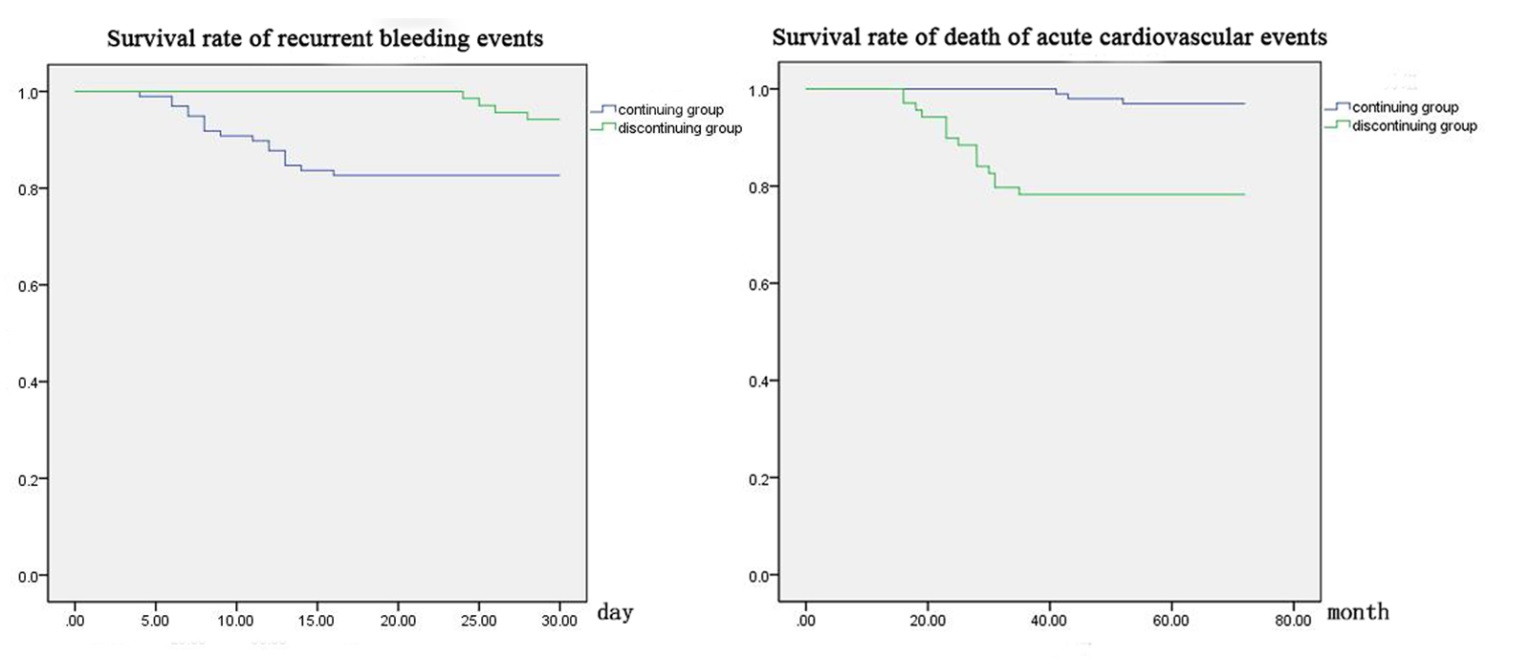 Survival rate of recurrent bleeding events
1.0
0.8
0.6
0.4
0.2
0.0
.00 5.00 10.00 15.00 20.00 25.00 30.00
day
continuing group
discontinuing group
Survival rate of death of acute cardiovascular events
1.0
0.8
0.6
0.4
0.2
0.0
.00 20.00 40.00 60.00 80.00
month
continuing group
discontinuing group